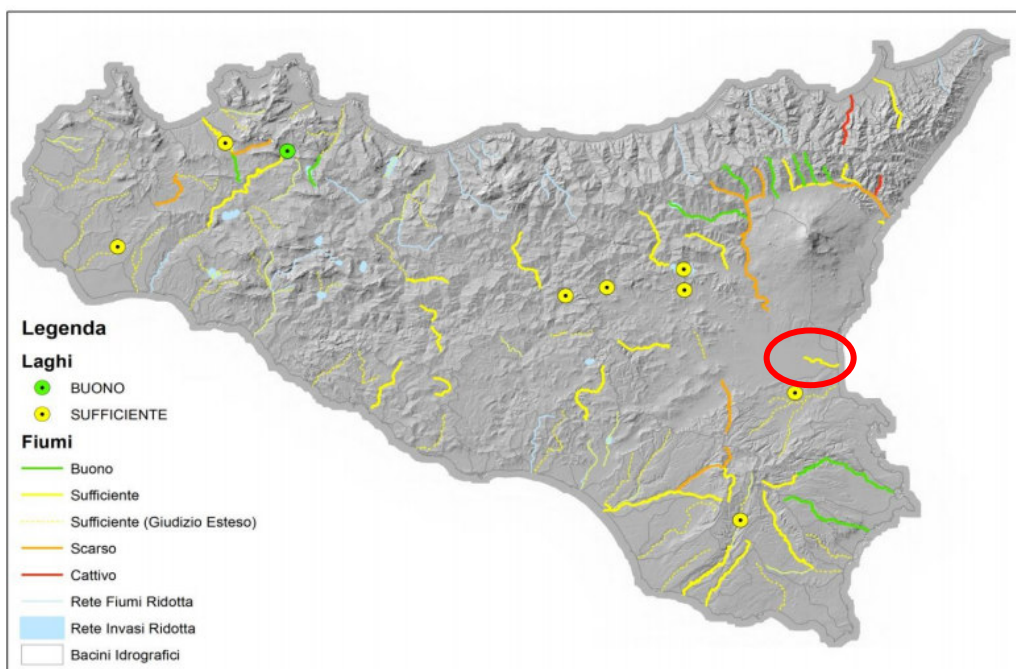 Legenda
Laghi
BUONO
SUFFICIENTE
Fiumi
Buono
Sufficiente
Sufficiente (Giudizio Esteso)
Scarso
Cattivo
Rete Fiumi Ridotta
Rete Invasi Ridotta
Bacini Idrografici